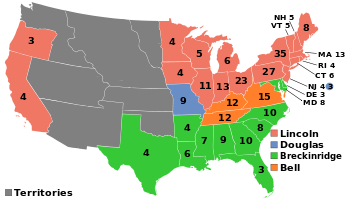 NH 5
VT 5
3
4
4
5
6
4
11
13
23
35
27
8
MA 13
RI 4
CT 6
NJ 4 3
DE 3
MD 8
9
12
15
12
10
4
8
4
6
7
9
10
3
Lincoln
Douglas
Breckinridge
Bell
Territories